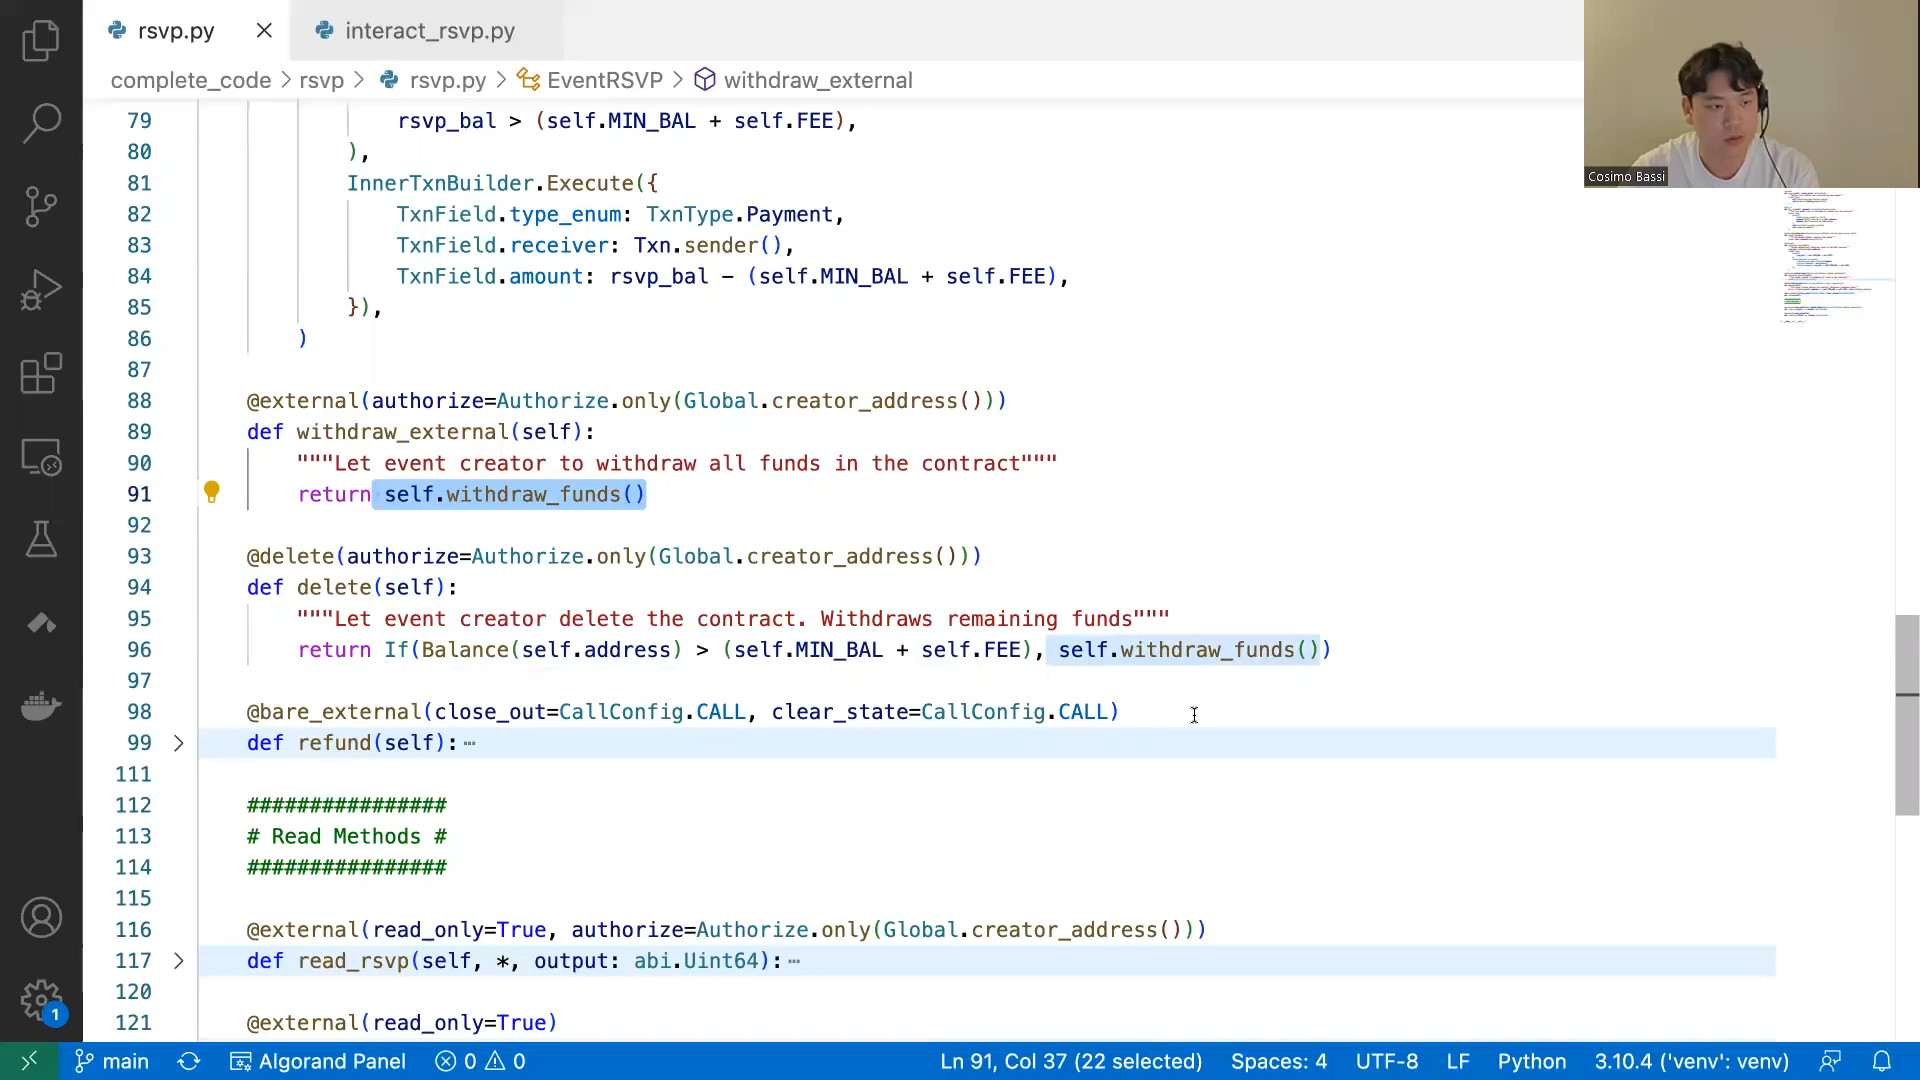 rsvp.py
interact_rsvp.py
complete_code > rsvp > rsvp.py > EventRSVP > withdraw_external
Cosimo Bassi
79 rsvp_bal > (self.MIN_BAL + self.FEE),
80 ),
81 InnerTxnBuilder.Execute({
82 TxnField.type_enum: TxnType.Payment,
83 TxnField.receiver: Txn.sender(),
84 TxnField.amount: rsvp_bal - (self.MIN_BAL + self.FEE),
85 }),
86 )
87
88 @external(authorize=Authorize.only(Global.creator_address()))
89 def withdraw_external(self):
90 """Let event creator to withdraw all funds in the contract"""
91 return self.withdraw_funds()
92
93 @delete(authorize=Authorize.only(Global.creator_address()))
94 def delete(self):
95 """Let event creator delete the contract. Withdraws remaining funds"""
96 return If(Balance(self.address) > (self.MIN_BAL + self.FEE), self.withdraw_funds())
97
98 @bare_external(close_out=CallConfig.CALL, clear_state=CallConfig.CALL)
99 def refund(self): ⋯
111
112 ################
113 # Read Methods #
114 ################
115
116 @external(read_only=True, authorize=Authorize.only(Global.creator_address()))
117 def read_rsvp(self, *, output: abi.Uint64): ⋯
120
121 @external(read_only=True)
1
main Algorand Panel 0 0 Ln 91, Col 37 (22 selected) Spaces: 4 UTF-8 LF Python 3.10.4 ('venv': venv)